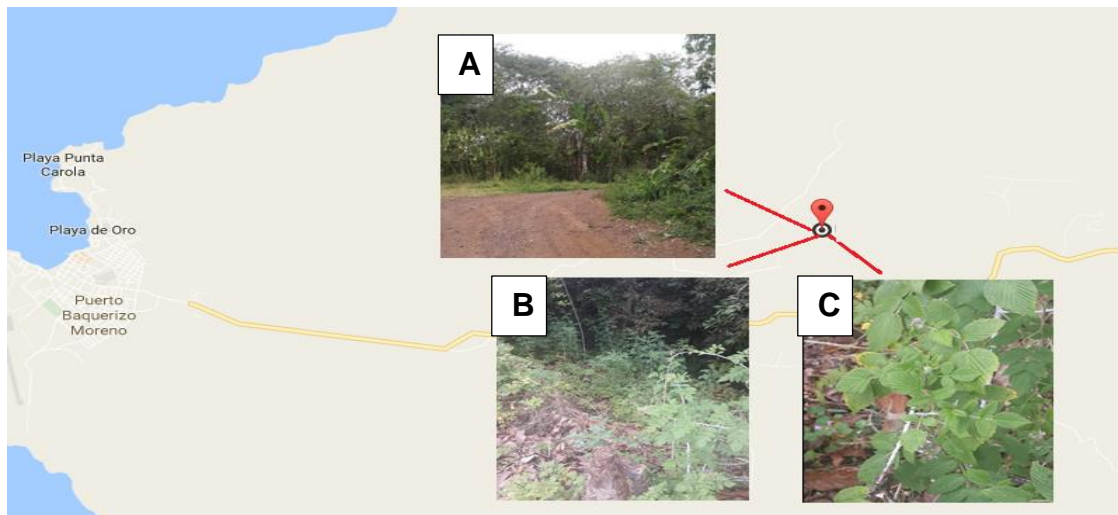 A
Playa Punta
Carola
Playa de Oro
B
C
Puerto
Baquerizo
Moreno